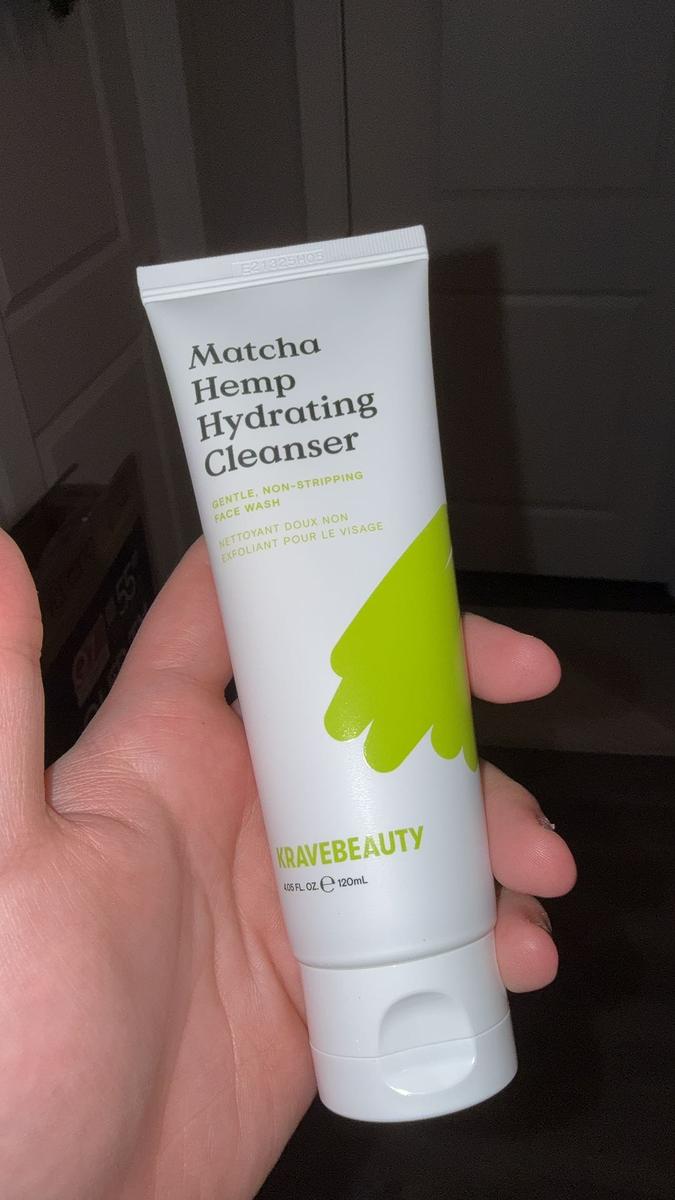 E21325H05
Matcha
Hemp
Hydrating
Cleanser
GENTLE, NON-STRIPPING
FACE WASH
NETTOYANT DOUX NON
EXFOLIANT POUR LE VISAGE
KRAVEBEAUTY
4.05 FL. OZ. ℮ 120mL